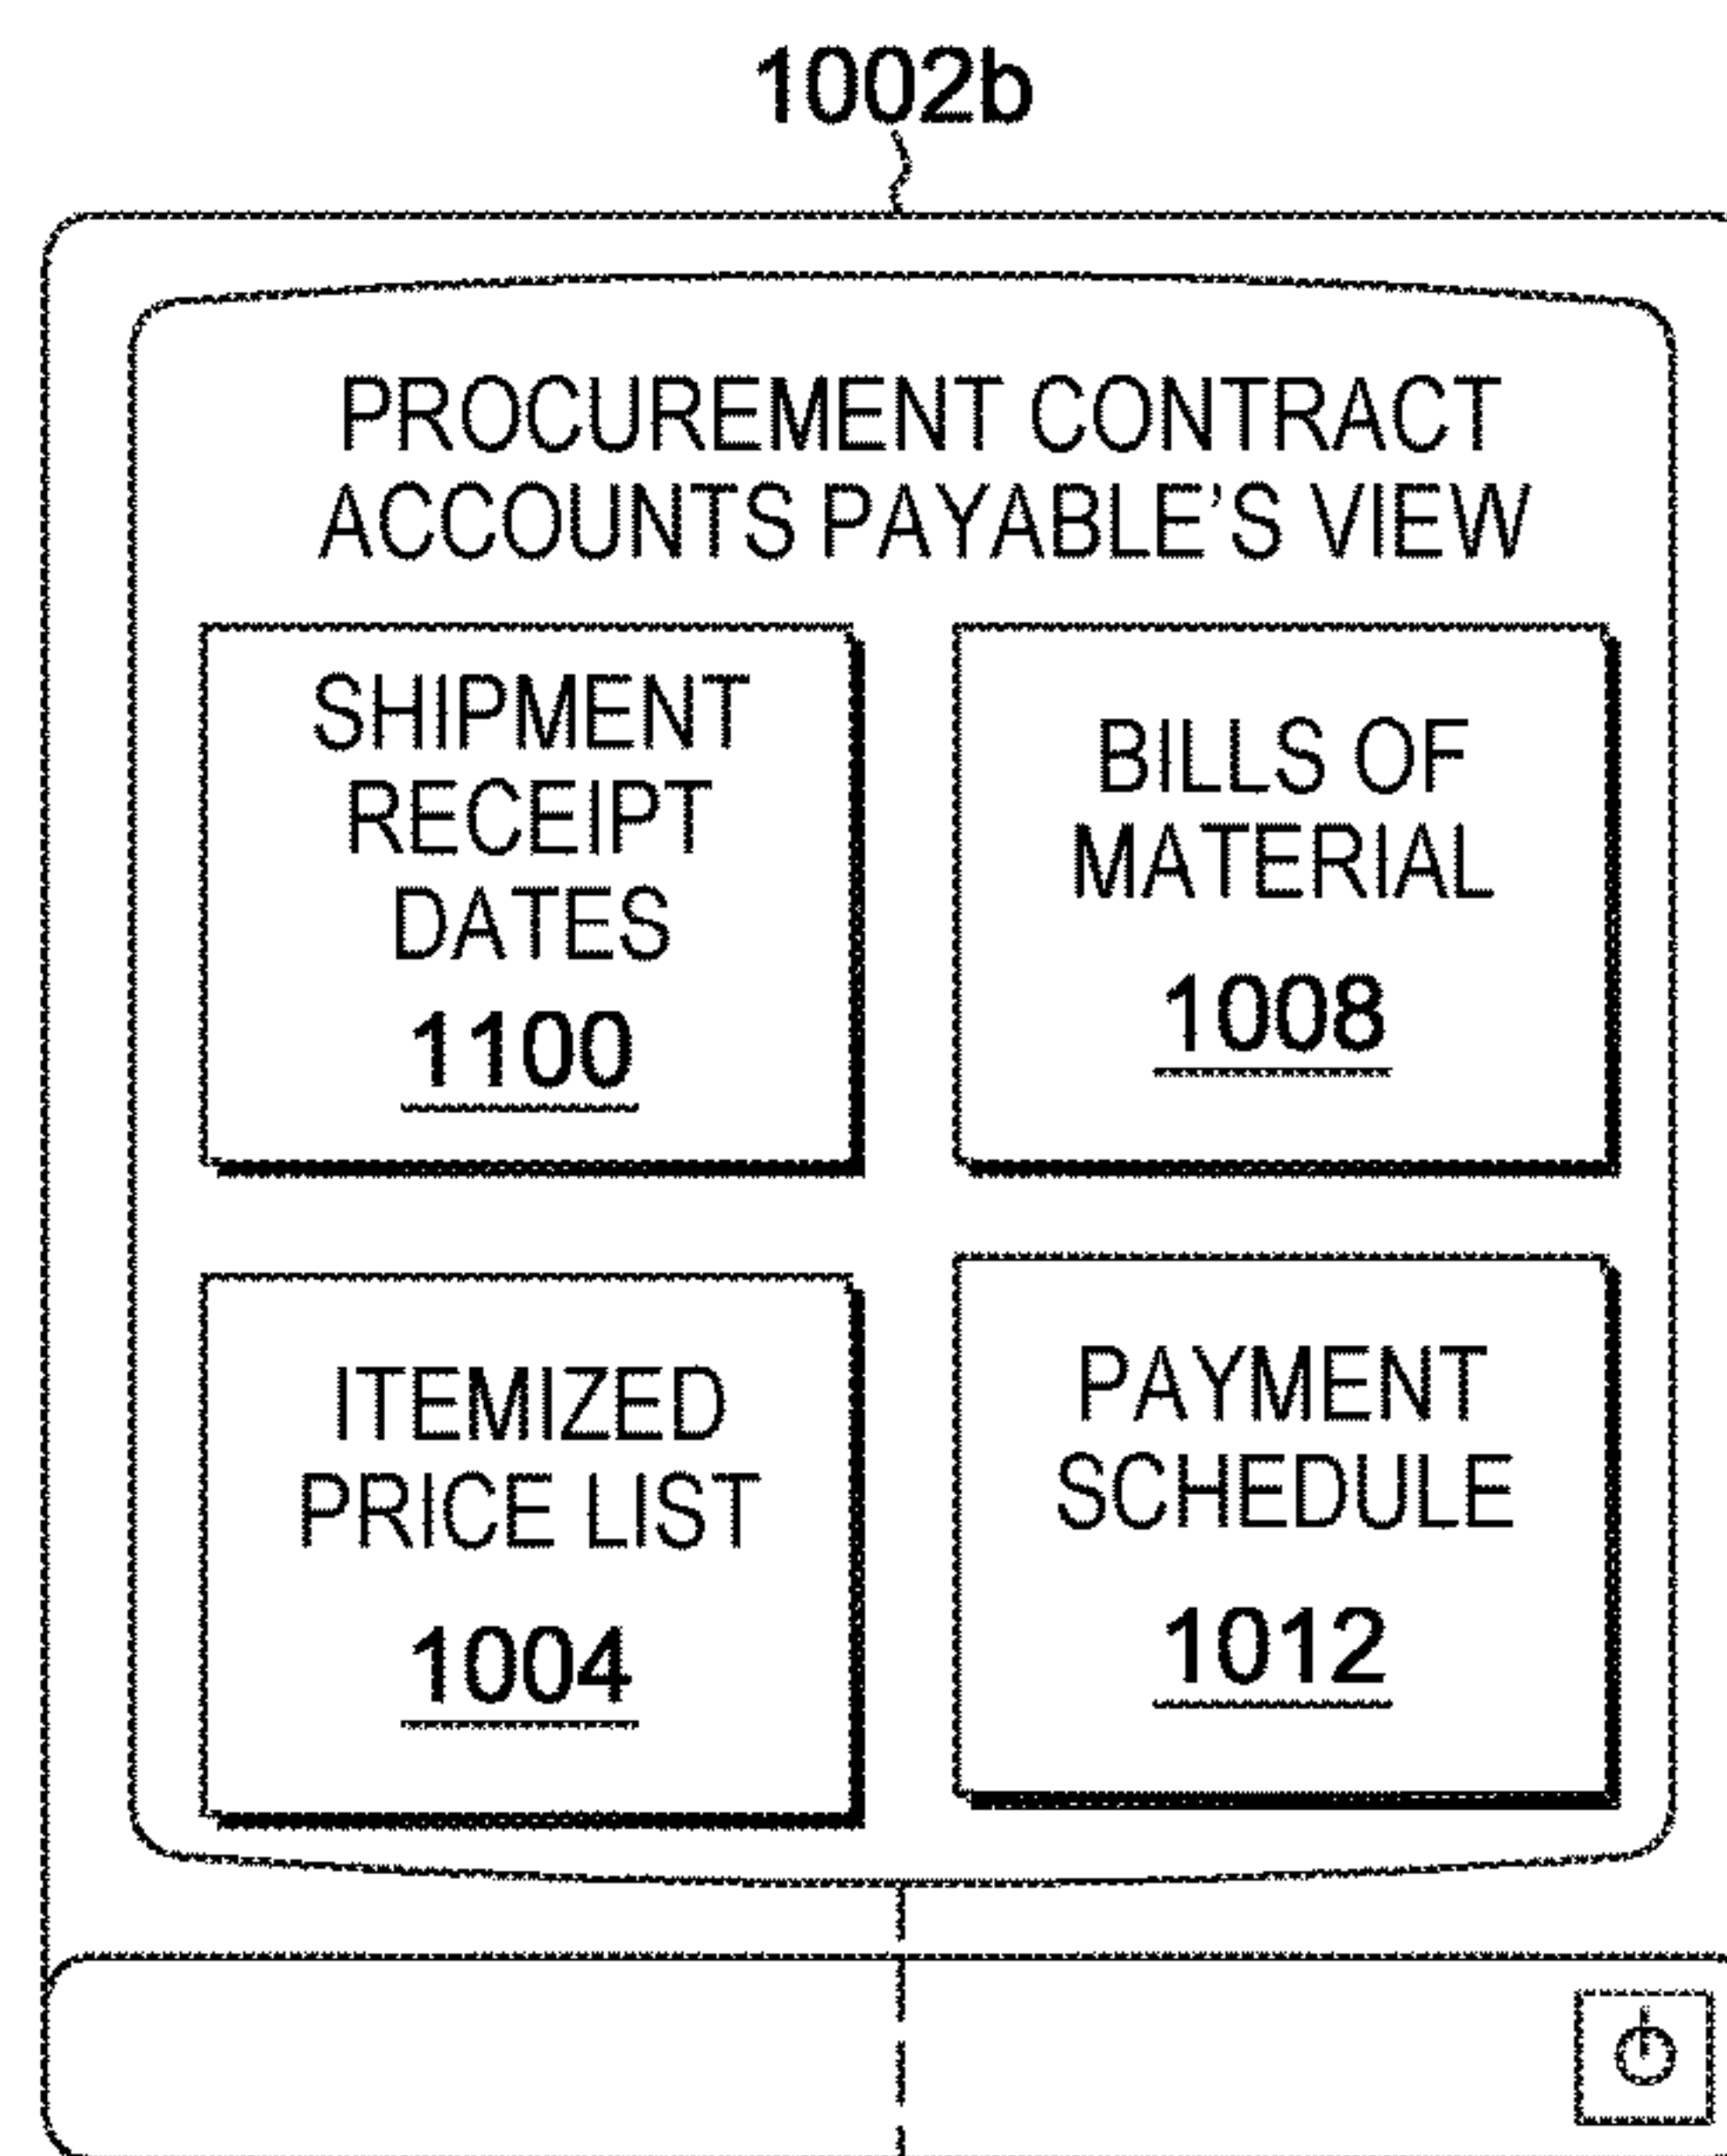 1002b
PROCUREMENT CONTRACT
ACCOUNTS PAYABLE'S VIEW
SHIPMENT
RECEIPT
DATES
1100
BILLS OF
MATERIAL
1008
ITEMIZED
PRICE LIST
1004
PAYMENT
SCHEDULE
1012